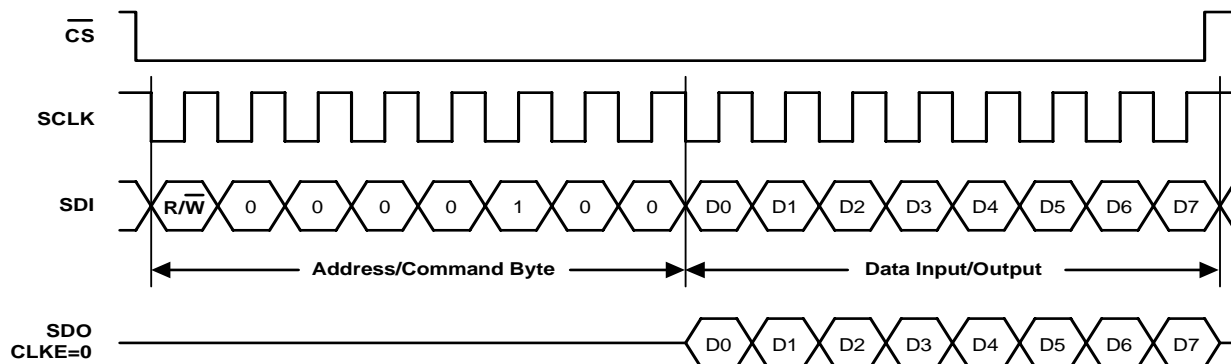 CS
SCLK
SDI R/W 0 0 0 0 1 0 0 D0 D1 D2 D3 D4 D5 D6 D7
Address/Command Byte Data Input/Output
SDO
CLKE=0 D0 D1 D2 D3 D4 D5 D6 D7